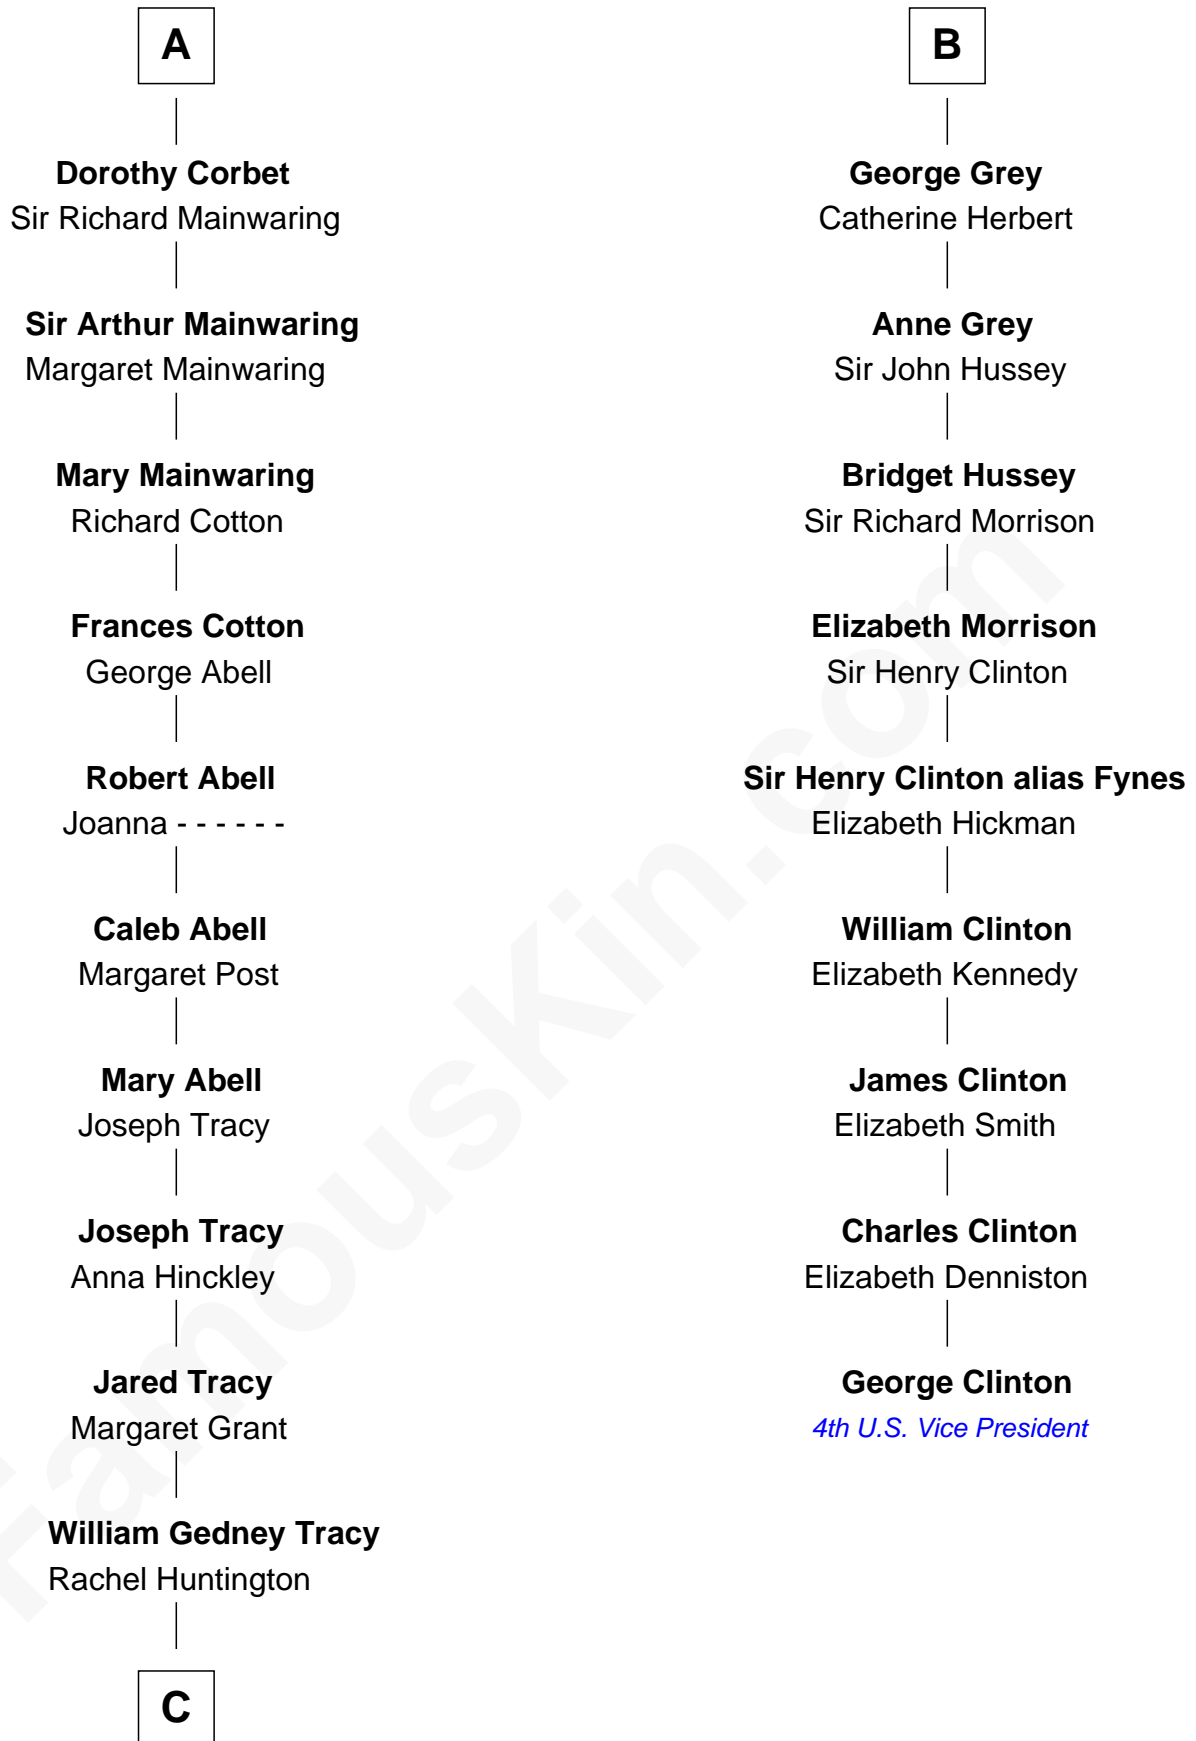 A
Dorothy Corbet
Sir Richard Mainwaring
Sir Arthur Mainwaring
Margaret Mainwaring
Mary Mainwaring
Richard Cotton
Frances Cotton
George Abell
Robert Abell
Joanna - - - - - -
Caleb Abell
Margaret Post
Mary Abell
Joseph Tracy
Joseph Tracy
Anna Hinckley
Jared Tracy
Margaret Grant
William Gedney Tracy
Rachel Huntington
C
B
George Grey
Catherine Herbert
Anne Grey
Sir John Hussey
Bridget Hussey
Sir Richard Morrison
Elizabeth Morrison
Sir Henry Clinton
Sir Henry Clinton alias Fynes
Elizabeth Hickman
William Clinton
Elizabeth Kennedy
James Clinton
Elizabeth Smith
Charles Clinton
Elizabeth Denniston
George Clinton
4th U.S. Vice President
FamousKin.com